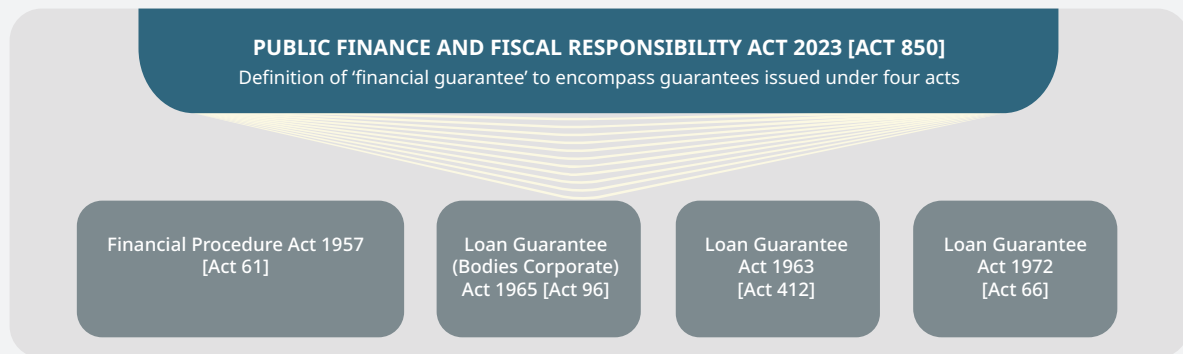 PUBLIC FINANCE AND FISCAL RESPONSIBILITY ACT 2023 [ACT 850]
Definition of ‘financial guarantee’ to encompass guarantees issued under four acts
Financial Procedure Act 1957
[Act 61]
Loan Guarantee
(Bodies Corporate)
Act 1965 [Act 96]
Loan Guarantee
Act 1963
[Act 412]
Loan Guarantee
Act 1972
[Act 66]